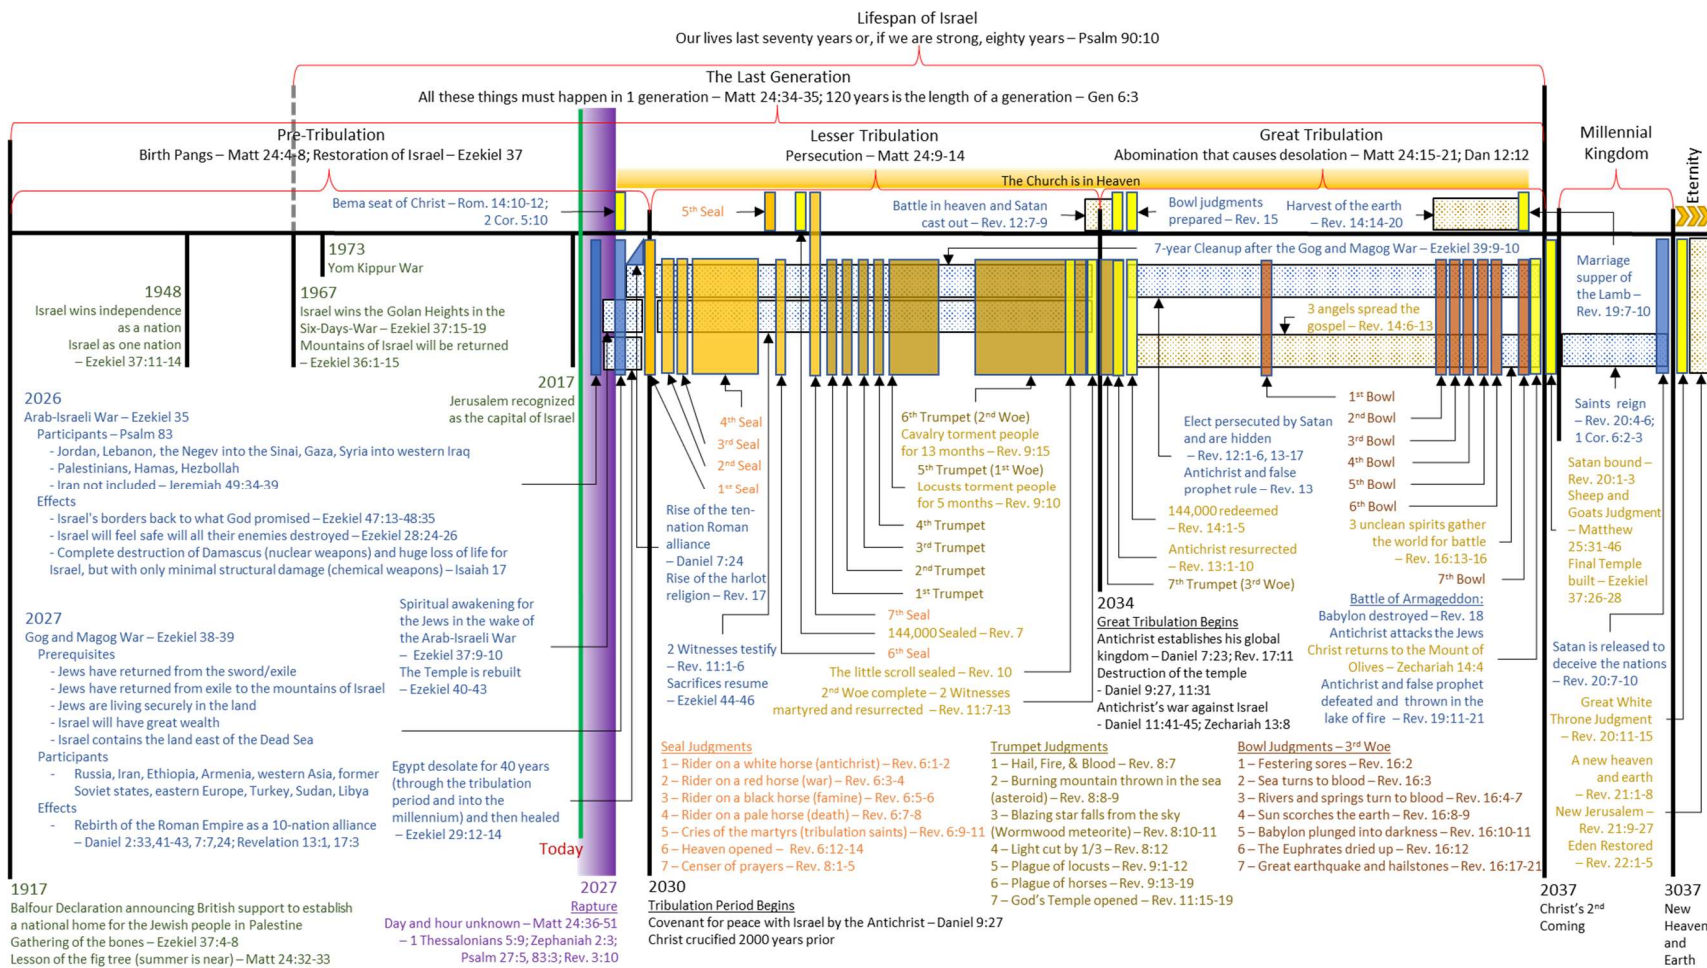 Lifespan of Israel
Our lives last seventy years or, if we are strong, eighty years – Psalm 90:10
The Last Generation
All these things must happen in 1 generation – Matt 24:34-35; 120 years is the length of a generation – Gen 6:3
Pre-Tribulation
Birth Pangs – Matt 24:4-8; Restoration of Israel – Ezekiel 37
Lesser Tribulation
Persecution – Matt 24:9-14
Great Tribulation
Abomination that causes desolation – Matt 24:15-21; Dan 12:12
Millennial
Kingdom
Eternity
The Church is in Heaven
Bema seat of Christ – Rom. 14:10-12;
2 Cor. 5:10
5th Seal
Battle in heaven and Satan
cast out – Rev. 12:7-9
Bowl judgments
prepared – Rev. 15
Harvest of the earth
– Rev. 14:14-20
7-year Cleanup after the Gog and Magog War – Ezekiel 39:9-10
3 angels spread the
gospel – Rev. 14:6-13
Marriage
supper of
the Lamb –
Rev. 19:7-10
1973
Yom Kippur War
1948
Israel wins independence
as a nation
Israel as one nation
– Ezekiel 37:11-14
1967
Israel wins the Golan Heights in the
Six-Days-War – Ezekiel 37:15-19
Mountains of Israel will be returned
– Ezekiel 36:1-15
2017
Jerusalem recognized
as the capital of Israel
2026
Arab-Israeli War – Ezekiel 35
Participants – Psalm 83
- Jordan, Lebanon, the Negev into the Sinai, Gaza, Syria into western Iraq
- Palestinians, Hamas, Hezbollah
- Iran not included – Jeremiah 49:34-39
Effects
- Israel's borders back to what God promised – Ezekiel 47:13-48:35
- Israel will feel safe will all their enemies destroyed – Ezekiel 28:24-26
- Complete destruction of Damascus (nuclear weapons) and huge loss of life for
Israel, but with only minimal structural damage (chemical weapons) – Isaiah 17
2027
Gog and Magog War – Ezekiel 38-39
Prerequisites
- Jews have returned from the sword/exile
- Jews have returned from exile to the mountains of Israel
- Jews are living securely in the land
- Israel will have great wealth
- Israel contains the land east of the Dead Sea
Participants
- Russia, Iran, Ethiopia, Armenia, western Asia, former
Soviet states, eastern Europe, Turkey, Sudan, Libya
Effects
- Rebirth of the Roman Empire as a 10-nation alliance
– Daniel 2:33,41-43, 7:7,24; Revelation 13:1, 17:3
Spiritual awakening for
the Jews in the wake of
the Arab-Israeli War
– Ezekiel 37:9-10
The Temple is rebuilt
– Ezekiel 40-43
Egypt desolate for 40 years
(through the tribulation
period and into the
millennium) and then healed
– Ezekiel 29:12-14
Today
4th Seal
3rd Seal
2nd Seal
1st Seal
Rise of the ten-
nation Roman
alliance
– Daniel 7:24
Rise of the harlot
religion – Rev. 17
2 Witnesses testify
– Rev. 11:1-6
Sacrifices resume
– Ezekiel 44-46
6th Trumpet (2nd Woe)
Cavalry torment people
for 13 months – Rev. 9:15
5th Trumpet (1st Woe)
Locusts torment people
for 5 months – Rev. 9:10
4th Trumpet
3rd Trumpet
2nd Trumpet
1st Trumpet
7th Seal
144,000 Sealed – Rev. 7
6th Seal
The little scroll sealed – Rev. 10
2nd Woe complete – 2 Witnesses
martyred and resurrected – Rev. 11:7-13
Elect persecuted by Satan
and are hidden
– Rev. 12:1-6, 13-17
Antichrist and false
prophet rule – Rev. 13
144,000 redeemed
– Rev. 14:1-5
Antichrist resurrected
– Rev. 13:1-10
7th Trumpet (3rd Woe)
2034
Great Tribulation Begins
Antichrist establishes his global
kingdom – Daniel 7:23; Rev. 17:11
Destruction of the temple
- Daniel 9:27, 11:31
Antichrist's war against Israel
- Daniel 11:41-45; Zechariah 13:8
1st Bowl
2nd Bowl
3rd Bowl
4th Bowl
5th Bowl
6th Bowl
3 unclean spirits gather
the world for battle
– Rev. 16:13-16
7th Bowl
Battle of Armageddon:
Babylon destroyed – Rev. 18
Antichrist attacks the Jews
Christ returns to the Mount of
Olives – Zechariah 14:4
Antichrist and false prophet
defeated and thrown in the
lake of fire – Rev. 19:11-21
Saints reign
– Rev. 20:4-6;
1 Cor. 6:2-3
Satan bound –
Rev. 20:1-3
Sheep and
Goats Judgment
– Matthew
25:31-46
Final Temple
built – Ezekiel
37:26-28
Satan is released to
deceive the nations
– Rev. 20:7-10
Great White
Throne Judgment
– Rev. 20:11-15
A new heaven
and earth
– Rev. 21:1-8
New Jerusalem –
Rev. 21:9-27
Eden Restored
– Rev. 22:1-5
Seal Judgments
1 – Rider on a white horse (antichrist) – Rev. 6:1-2
2 – Rider on a red horse (war) – Rev. 6:3-4
3 – Rider on a black horse (famine) – Rev. 6:5-6
4 – Rider on a pale horse (death) – Rev. 6:7-8
5 – Cries of the martyrs (tribulation saints) – Rev. 6:9-11
6 – Heaven opened – Rev. 6:12-14
7 – Censer of prayers – Rev. 8:1-5
Trumpet Judgments
1 – Hail, Fire, & Blood – Rev. 8:7
2 – Burning mountain thrown in the sea
(asteroid) – Rev. 8:8-9
3 – Blazing star falls from the sky
(Wormwood meteorite) – Rev. 8:10-11
4 – Light cut by 1/3 – Rev. 8:12
5 – Plague of locusts – Rev. 9:1-12
6 – Plague of horses – Rev. 9:13-19
7 – God's Temple opened – Rev. 11:15-19
Bowl Judgments – 3rd Woe
1 – Festering sores – Rev. 16:2
2 – Sea turns to blood – Rev. 16:3
3 – Rivers and springs turn to blood – Rev. 16:4-7
4 – Sun scorches the earth – Rev. 16:8-9
5 – Babylon plunged into darkness – Rev. 16:10-11
6 – The Euphrates dried up – Rev. 16:12
7 – Great earthquake and hailstones – Rev. 16:17-21
1917
Balfour Declaration announcing British support to establish
a national home for the Jewish people in Palestine
Gathering of the bones – Ezekiel 37:4-8
Lesson of the fig tree (summer is near) – Matt 24:32-33
2027
Rapture
Day and hour unknown – Matt 24:36-51
– 1 Thessalonians 5:9; Zephaniah 2:3;
Psalm 27:5, 83:3; Rev. 3:10
2030
Tribulation Period Begins
Covenant for peace with Israel by the Antichrist – Daniel 9:27
Christ crucified 2000 years prior
2037
Christ's 2nd
Coming
3037
New
Heaven
and
Earth